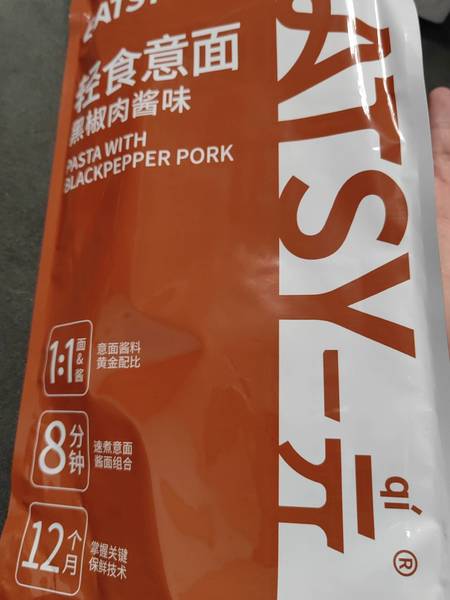 EATSY
轻食意面
黑椒肉酱味
PASTA WITH
BLACKPEPPER PORK
1:1 面&酱
意面酱料
黄金配比
8分钟
速煮意面
酱面组合
12个月
掌握关键
保鲜技术
EATSY一亓
qí
®